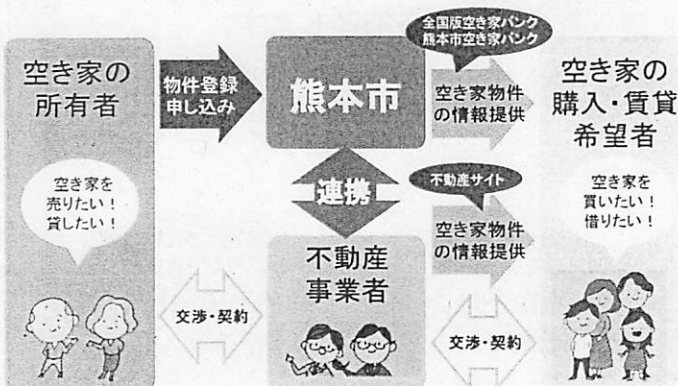 空き家の
所有者
空き家を
売りたい！
貸したい！
物件登録
申し込み
熊本市
連携
不動産
事業者
交渉・契約
全国版空き家バンク
熊本市空き家バンク
空き家物件
の情報提供
不動産サイト
空き家物件
の情報提供
交渉・契約
空き家の
購入・賃貸
希望者
空き家を
買いたい！
借りたい！